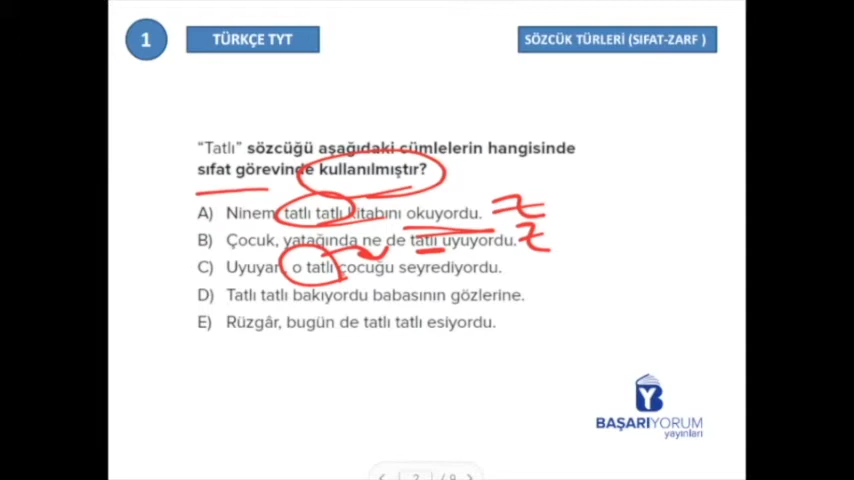 1
TÜRKÇE TYT
SÖZCÜK TÜRLERİ (SIFAT-ZARF )
"Tatlı" sözcüğü aşağıdaki cümlelerin hangisinde
sıfat görevinde kullanılmıştır?
A) Ninem tatlı tatlı kitabını okuyordu. Z
B) Çocuk, yatağında ne de tatlı uyuyordu. Z
C) Uyuyan o tatlı çocuğu seyrediyordu.
D) Tatlı tatlı bakıyordu babasının gözlerine.
E) Rüzgâr, bugün de tatlı tatlı esiyordu.
BAŞARIYORUM
yayınları
2 / 9